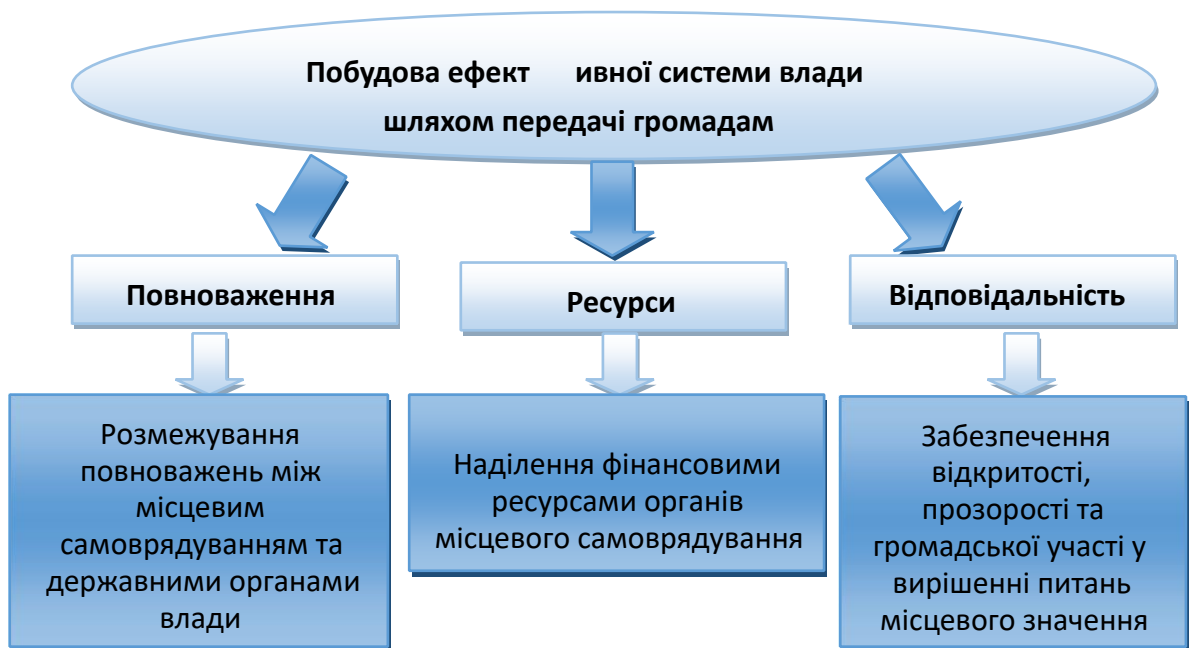 Побудова ефект ивної системи влади
шляхом передачі громадам
Повноваження
Ресурси
Відповідальність
Розмежування
повноважень між
місцевим
самоврядуванням та
державними органами
влади
Наділення фінансовими
ресурсами органів
місцевого самоврядування
Забезпечення
відкритості,
прозорості та
громадської участі у
вирішенні питань
місцевого значення